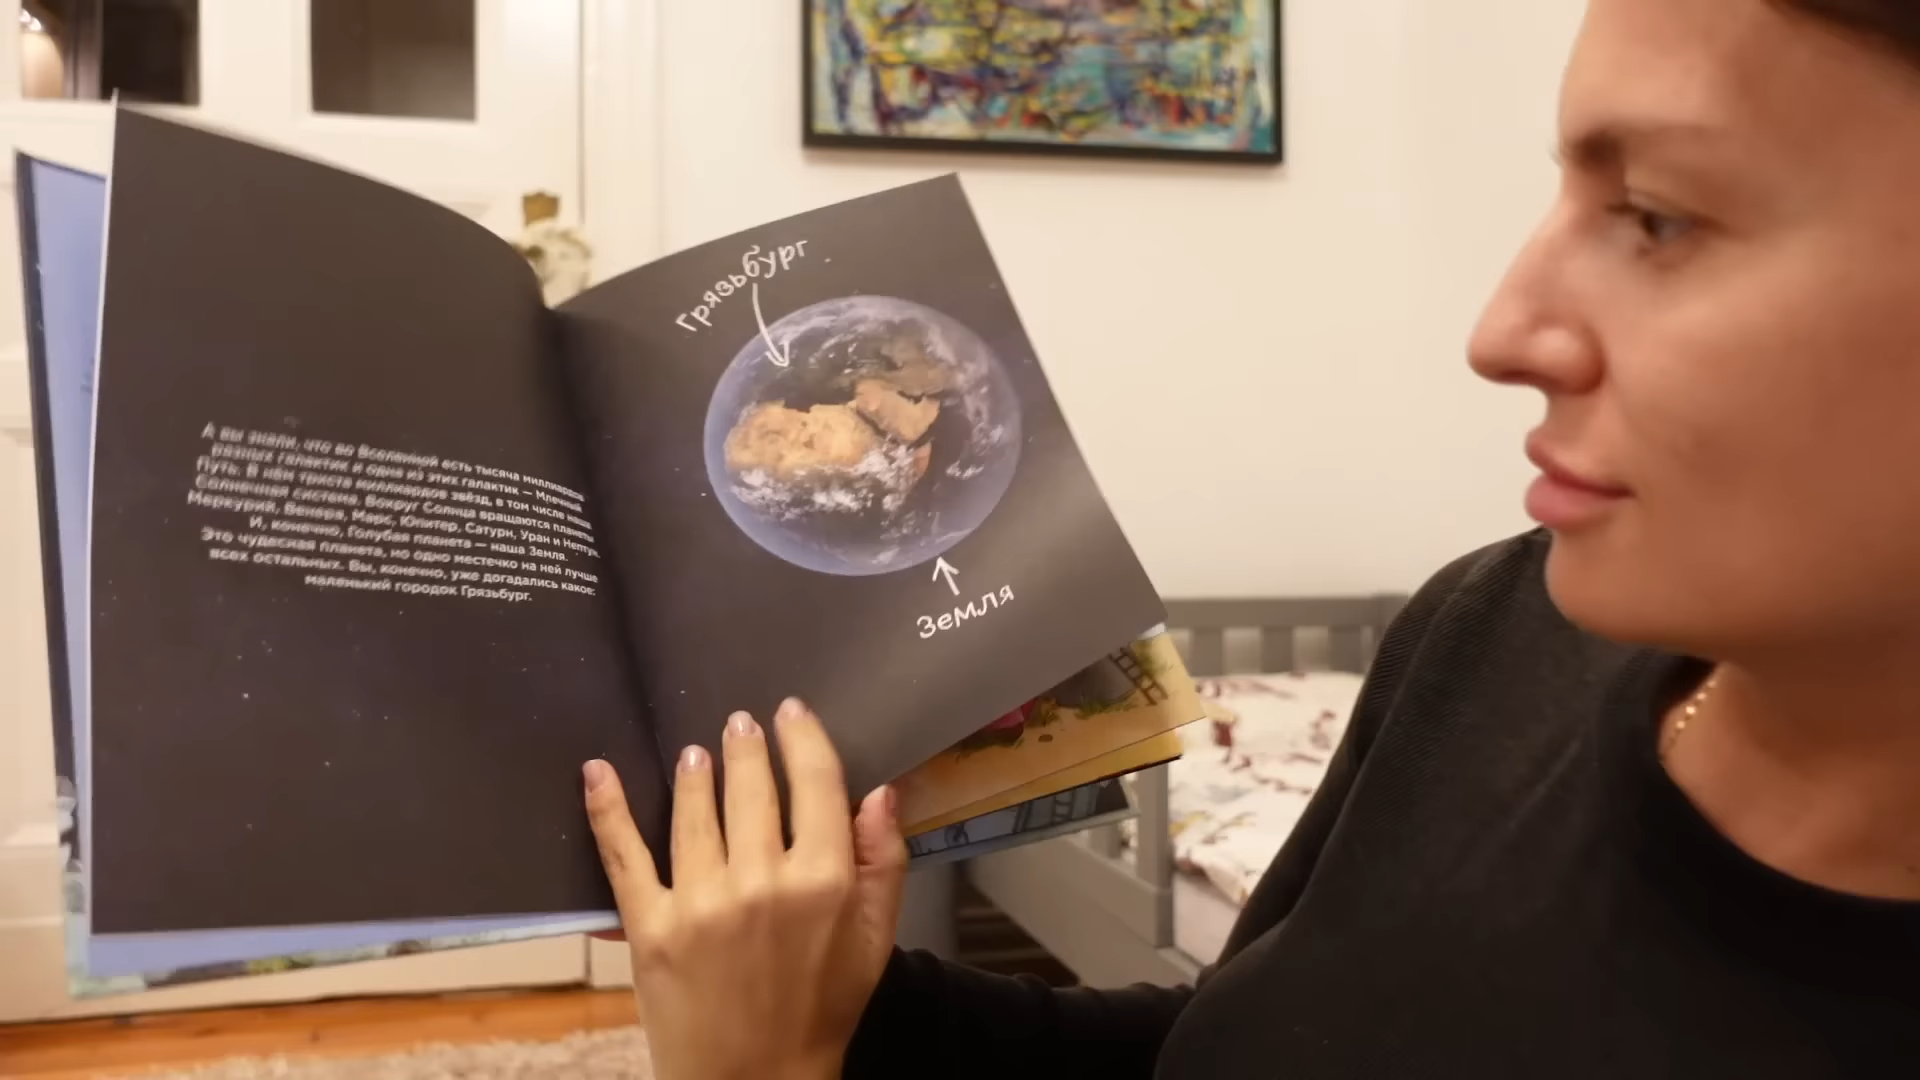 А вы знали, что во Вселенной есть тысяча миллиардов
разных галактик и одна из этих галактик — Млечный
Путь. В нём триста миллиардов звёзд, в том числе наша
Солнечная система. Вокруг Солнца вращаются планеты
Меркурий, Венера, Марс, Юпитер, Сатурн, Уран и Нептун.
И, конечно, Голубая планета — наша Земля.
Это чудесная планета, но одно местечко на ней лучше
всех остальных. Вы, конечно, уже догадались какое:
маленький городок Грязьбург.
Грязьбург
Земля